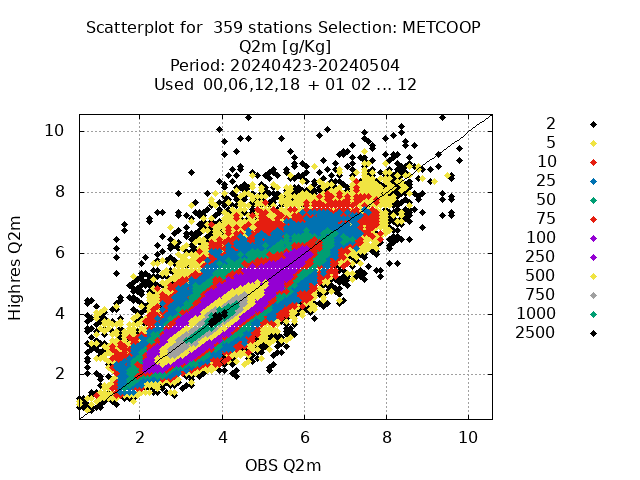 Scatterplot for  359 stations Selection: METCOOP
Q2m [g/Kg]
Period: 20240423-20240504
Used  00,06,12,18 + 01 02 ... 12
Highres Q2m
10
8
6
4
2
2 4 6 8 10
OBS Q2m
2
5
10
25
50
75
100
250
500
750
1000
2500